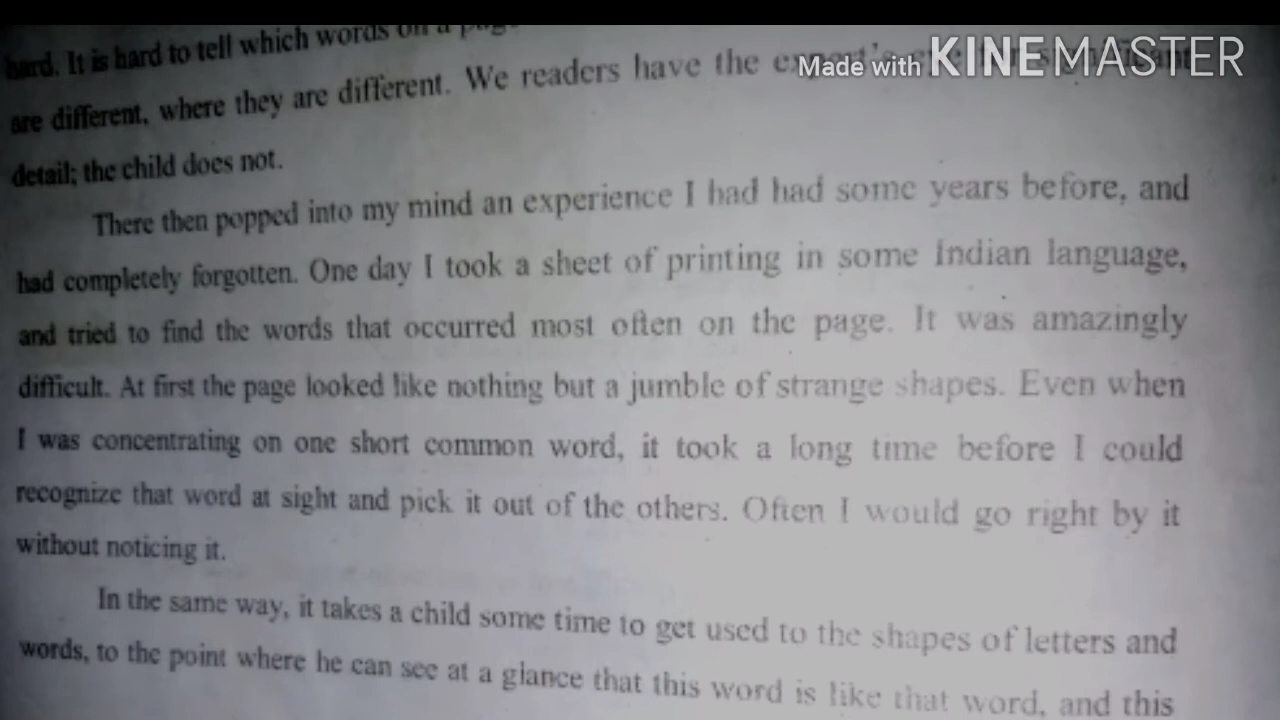 Made with KINEMASTER
hard. It is hard to tell which words on a
are different, where they are different. We readers have the
detail; the child does not.
There then popped into my mind an experience I had had some years before, and
had completely forgotten. One day I took a sheet of printing in some Indian language,
and tried to find the words that occurred most often on the page. It was amazingly
difficult. At first the page looked like nothing but a jumble of strange shapes. Even when
I was concentrating on one short common word, it took a long time before I could
recognize that word at sight and pick it out of the others. Often I would go right by it
without noticing it.
In the same way, it takes a child some time to get used to the shapes of letters and
words, to the point where he can see at a glance that this word is like that word, and this